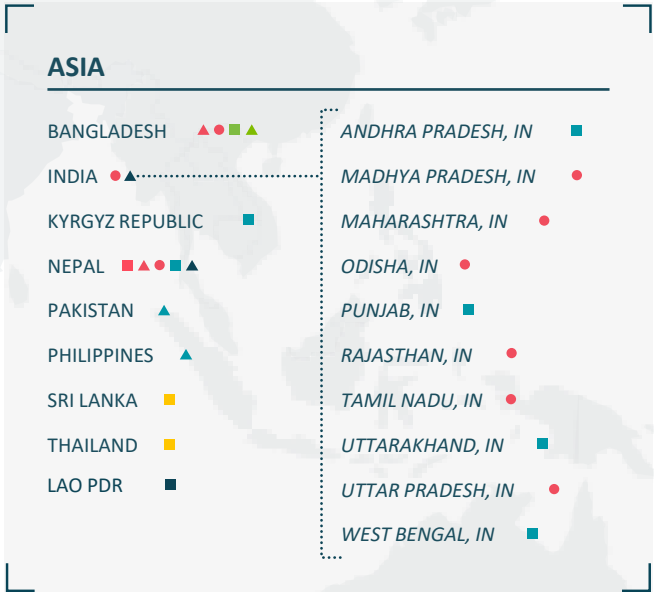 ASIA
BANGLADESH
INDIA
KYRGYZ REPUBLIC
NEPAL
PAKISTAN
PHILIPPINES
SRI LANKA
THAILAND
LAO PDR
ANDHRA PRADESH, IN
MADHYA PRADESH, IN
MAHARASHTRA, IN
ODISHA, IN
PUNJAB, IN
RAJASTHAN, IN
TAMIL NADU, IN
UTTARAKHAND, IN
UTTAR PRADESH, IN
WEST BENGAL, IN